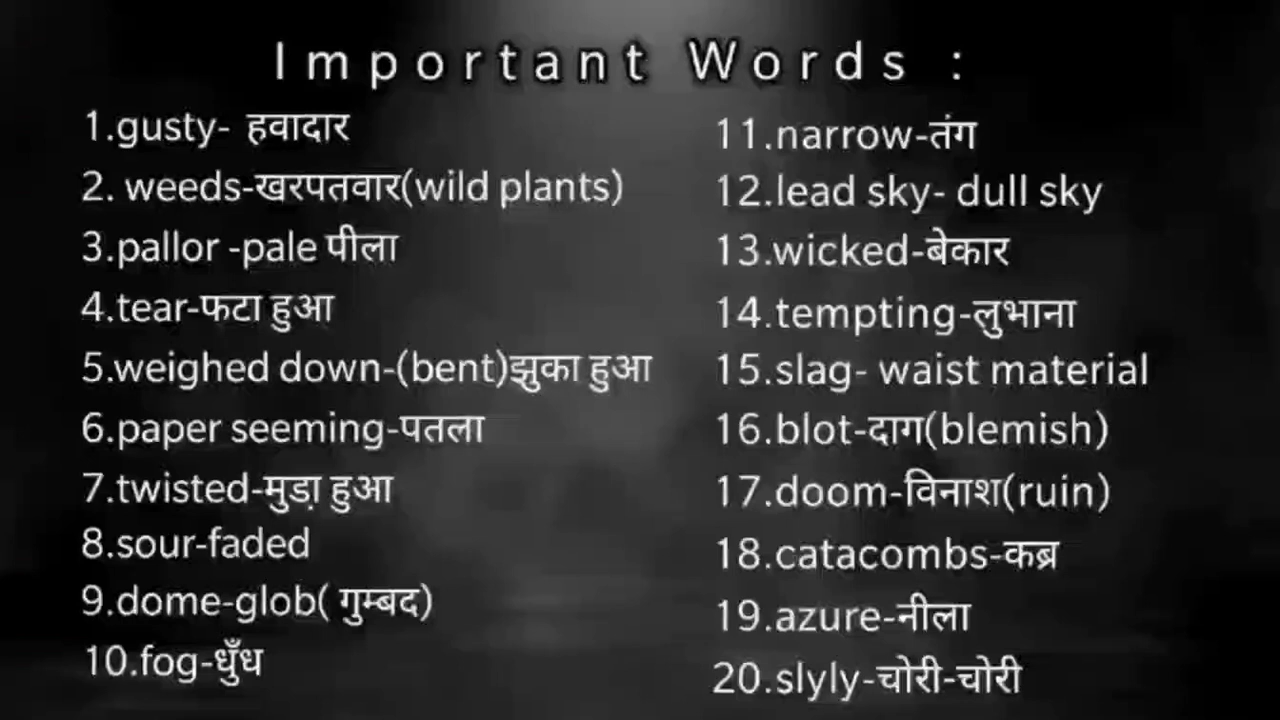 Important Words :
1.gusty- हवादार
2. weeds-खरपतवार(wild plants)
3.pallor -pale पीला
4.tear-फटा हुआ
5.weighed down-(bent)झुका हुआ
6.paper seeming-पतला
7.twisted-मुडा़ हुआ
8.sour-faded
9.dome-glob( गुम्बद)
10.fog-धुँध
11.narrow-तंग
12.lead sky- dull sky
13.wicked-बेकार
14.tempting-लुभाना
15.slag- waist material
16.blot-दाग(blemish)
17.doom-विनाश(ruin)
18.catacombs-कब्र
19.azure-नीला
20.slyly-चोरी-चोरी